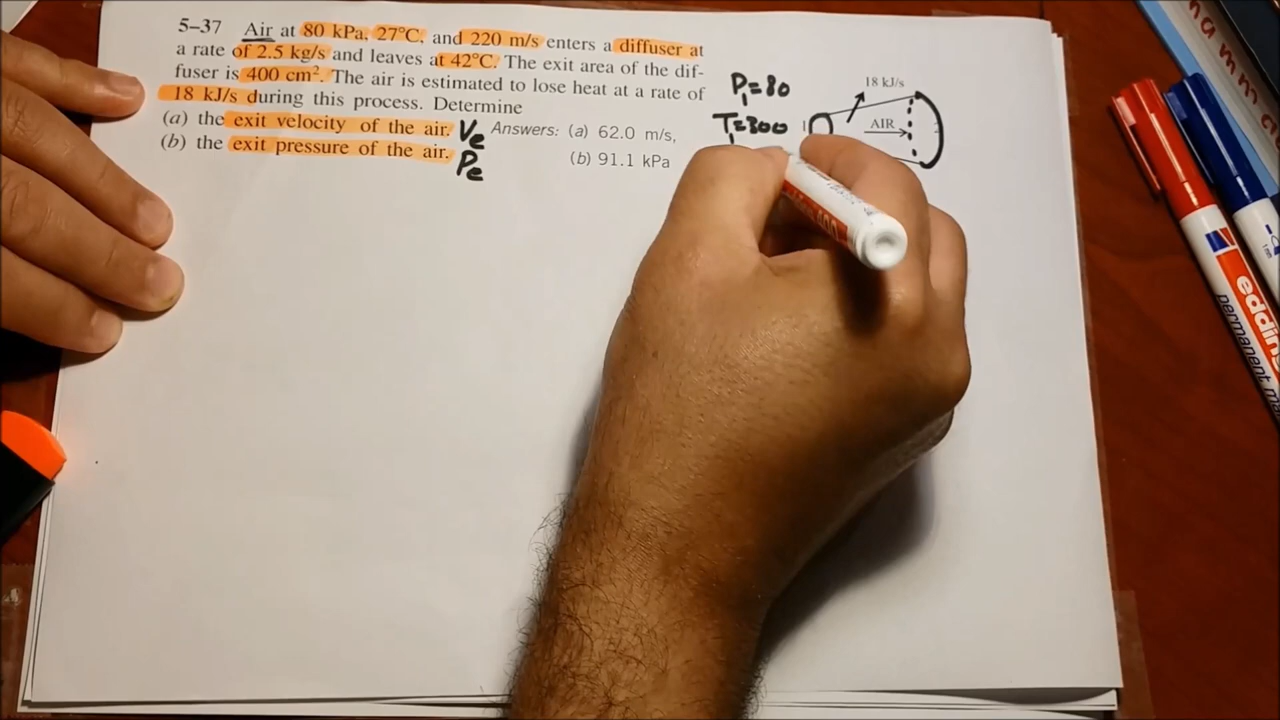 5–37 Air at 80 kPa, 27°C, and 220 m/s enters a diffuser at
a rate of 2.5 kg/s and leaves at 42°C. The exit area of the dif-
fuser is 400 cm². The air is estimated to lose heat at a rate of
18 kJ/s during this process. Determine
(a) the exit velocity of the air. Ve Answers: (a) 62.0 m/s,
(b) the exit pressure of the air. Pe (b) 91.1 kPa
P₁=80
T₁=300
18 kJ/s
1 AIR
edding
permanent